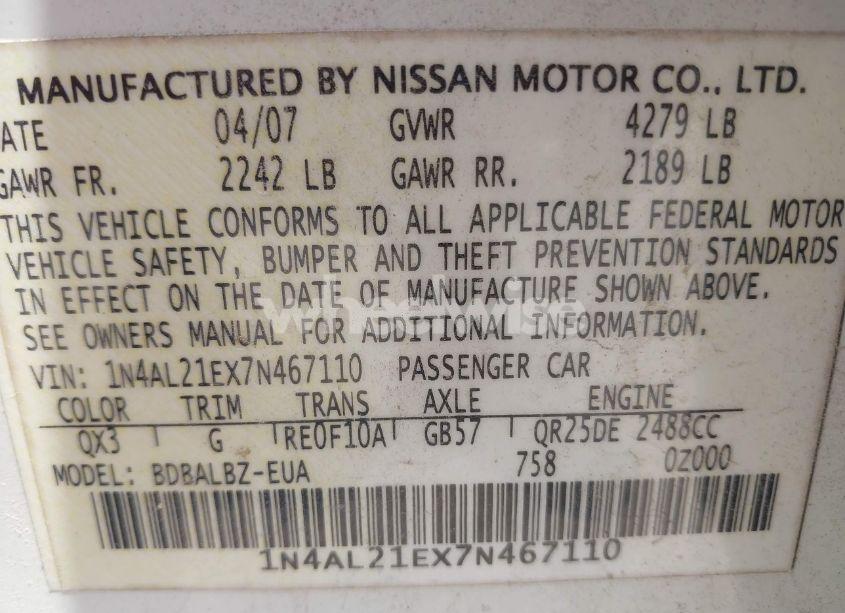 MANUFACTURED BY NISSAN MOTOR CO., LTD.
ATE 04/07 GVWR 4279 LB
GAWR FR. 2242 LB GAWR RR. 2189 LB
THIS VEHICLE CONFORMS TO ALL APPLICABLE FEDERAL MOTOR
VEHICLE SAFETY, BUMPER AND THEFT PREVENTION STANDARDS
IN EFFECT ON THE DATE OF MANUFACTURE SHOWN ABOVE.
SEE OWNERS MANUAL FOR ADDITIONAL INFORMATION.
VIN: 1N4AL21EX7N467110 PASSENGER CAR
COLOR TRIM TRANS AXLE ENGINE
QX3 G RE0F10A GB57 QR25DE 2488CC
MODEL: BDBALBZ-EUA 758 0Z000
1N4AL21EX7N467110